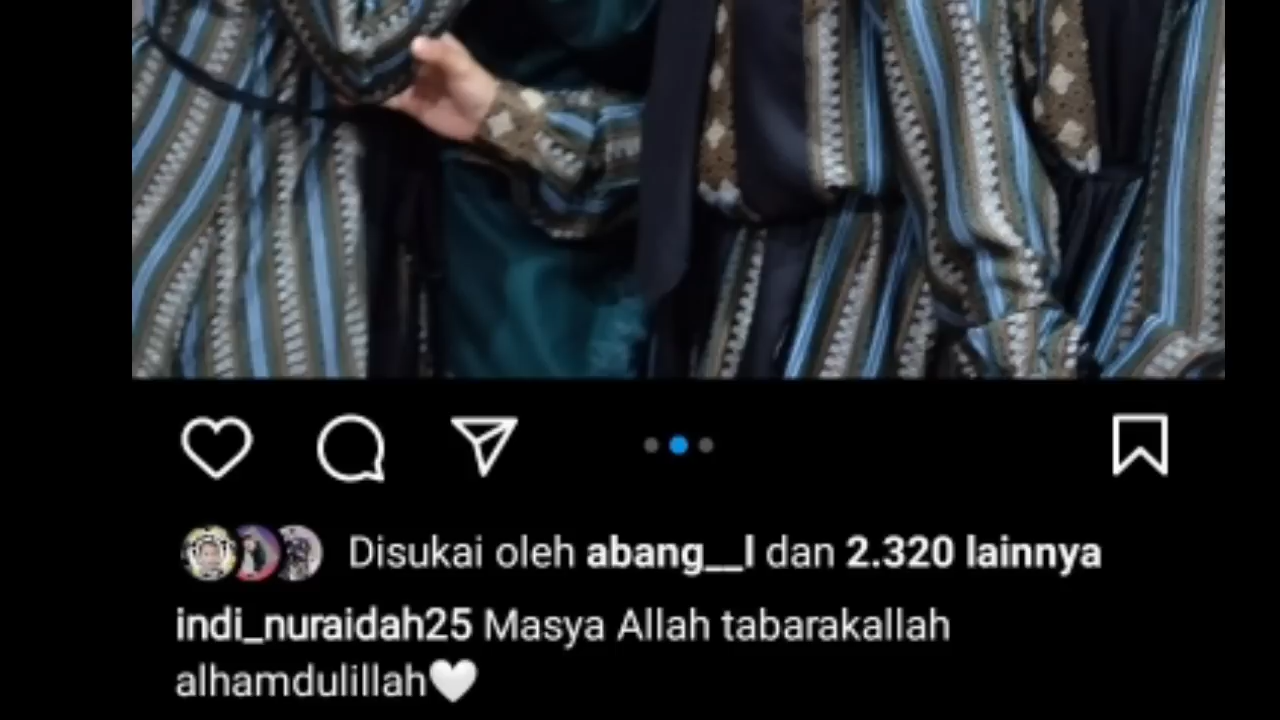 Disukai oleh abang__l dan 2.320 lainnya
indi_nuraidah25 Masya Allah tabarakallah
alhamdulillah🤍